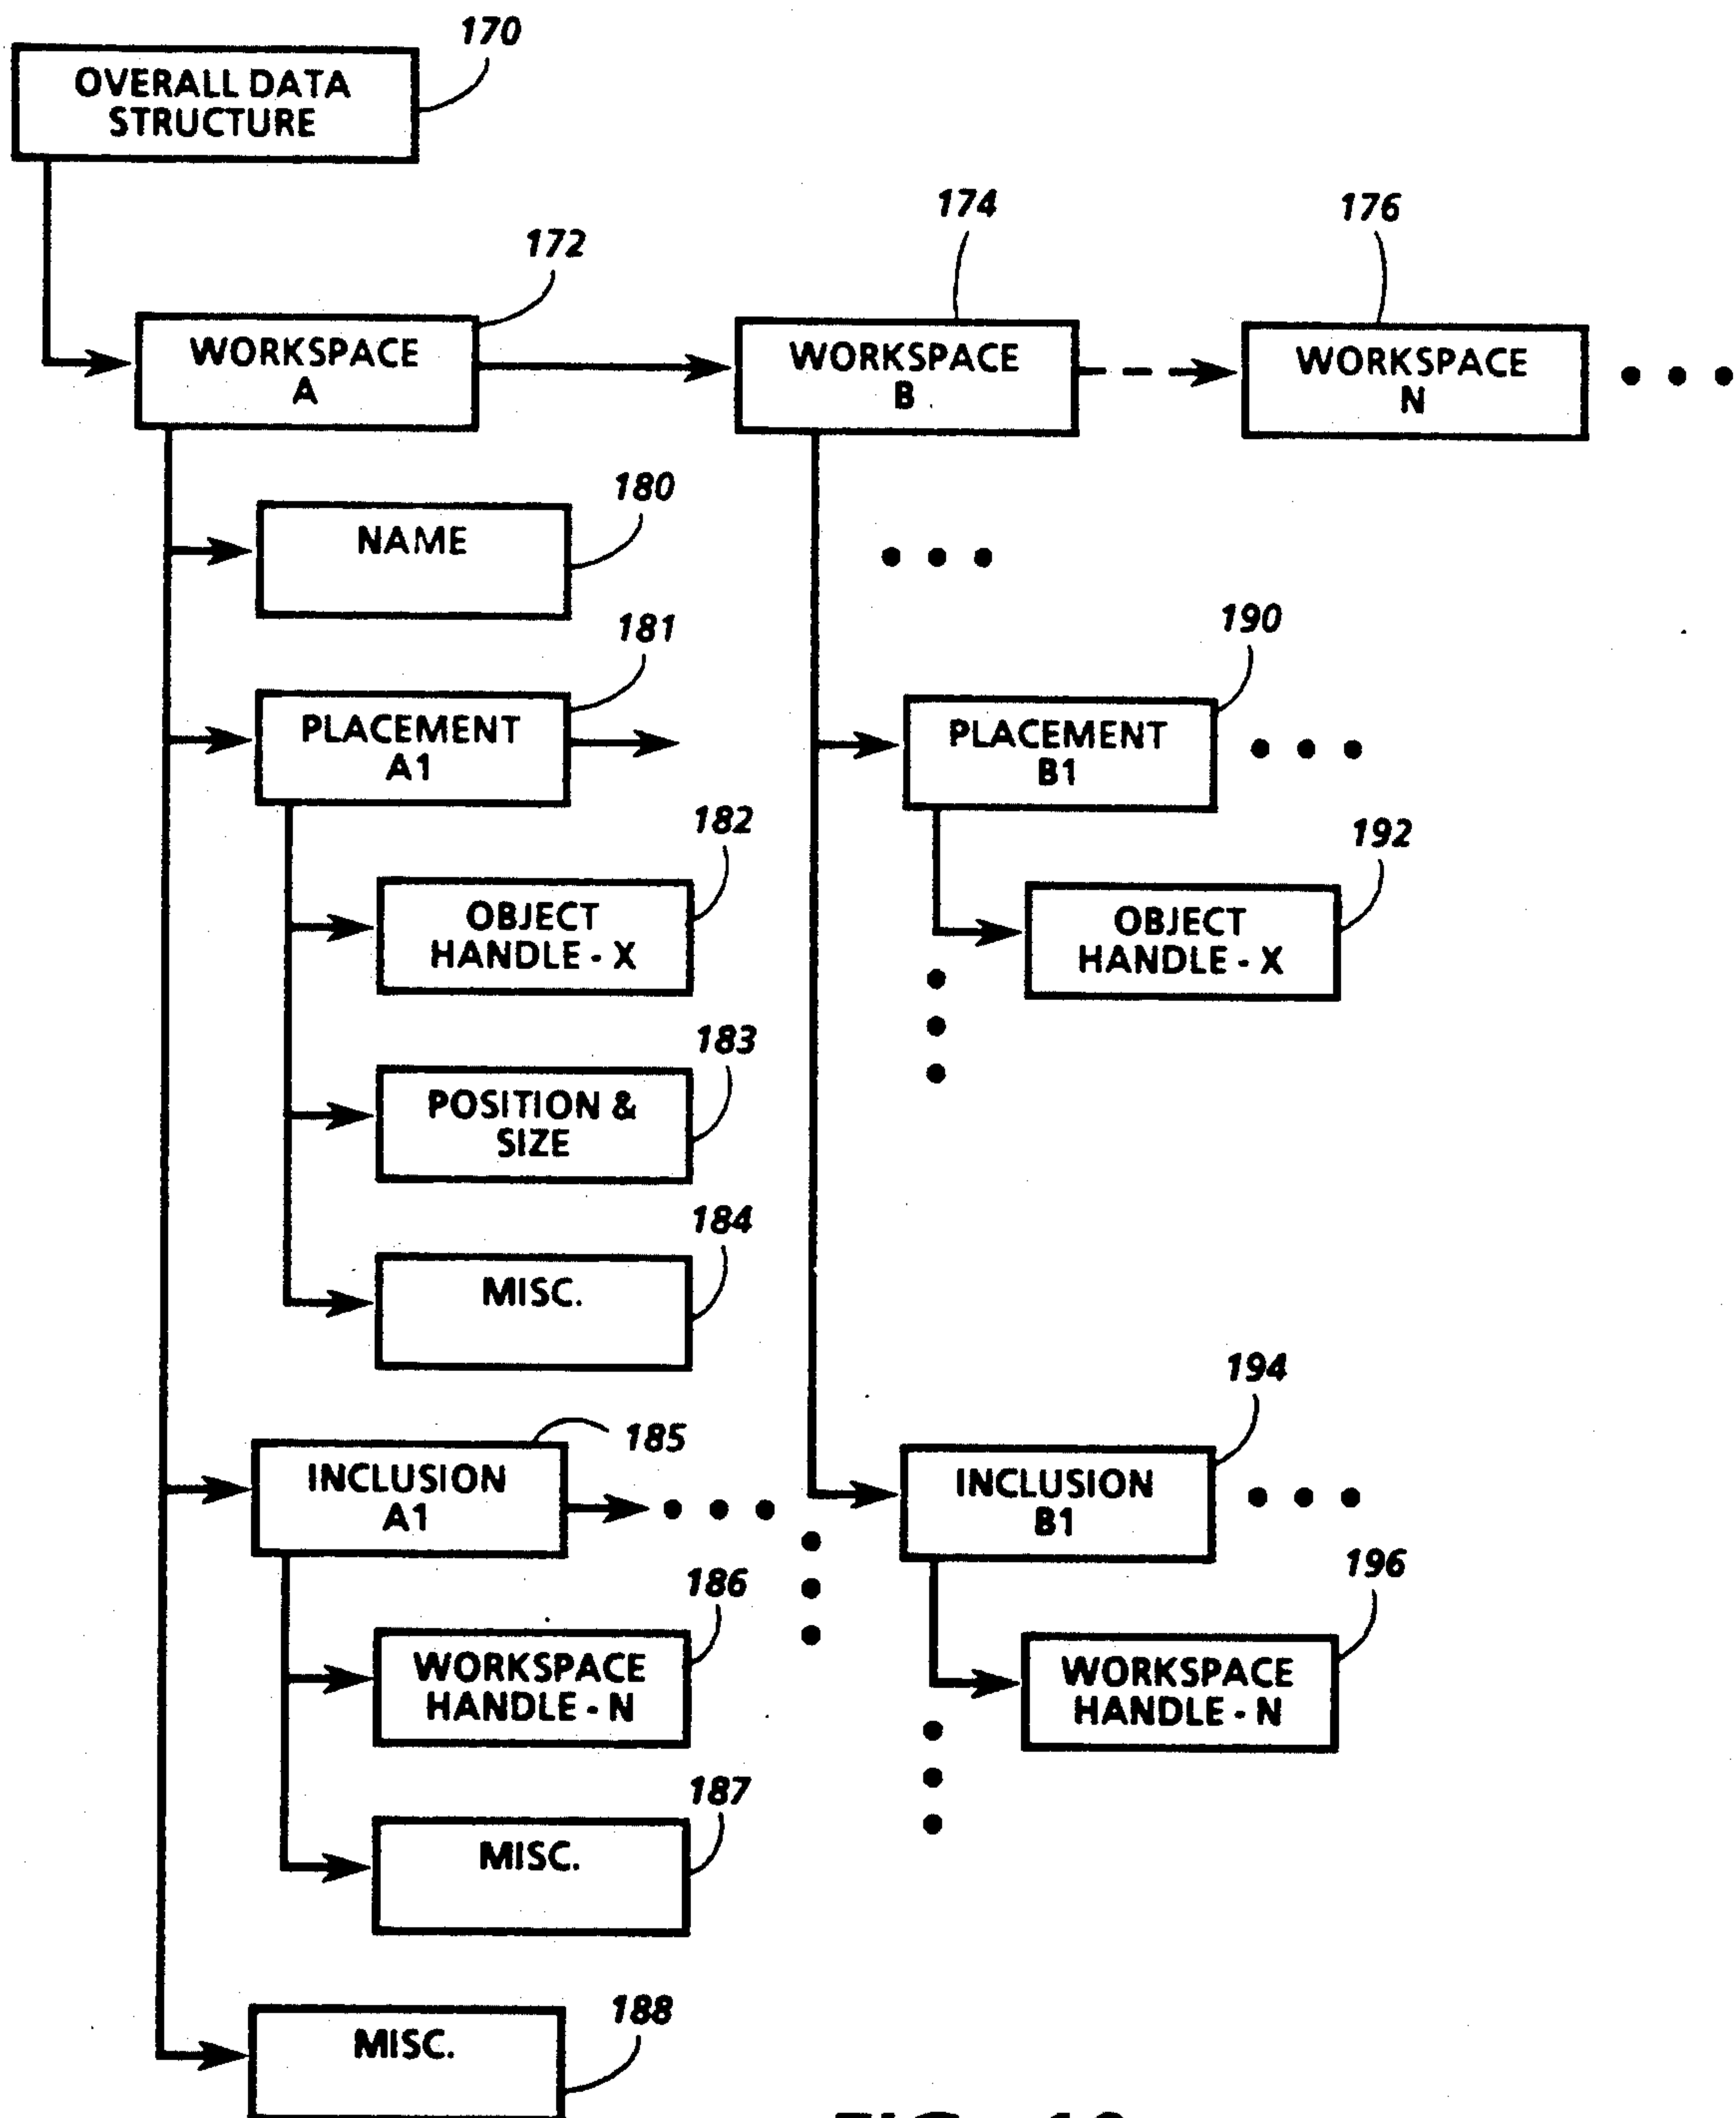 170
OVERALL DATA
STRUCTURE
172
174
176
WORKSPACE
A
WORKSPACE
B
WORKSPACE
N
180
NAME
181
190
PLACEMENT
A1
PLACEMENT
B1
182
192
OBJECT
HANDLE - X
OBJECT
HANDLE - X
183
POSITION &
SIZE
184
MISC.
185
194
INCLUSION
A1
INCLUSION
B1
186
196
WORKSPACE
HANDLE - N
WORKSPACE
HANDLE - N
187
MISC.
188
MISC.